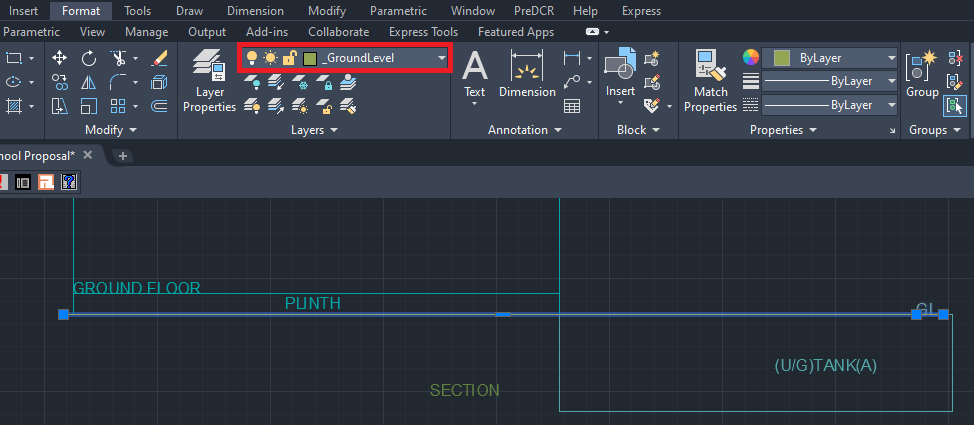 Insert Format Tools Draw Dimension Modify Parametric Window PreDCR Help Express
Parametric View Manage Output Add-ins Collaborate Express Tools Featured Apps
_GroundLevel
ByLayer
Layer Properties
Text
Dimension
Insert
Match Properties
ByLayer
ByLayer
Group
Modify
Layers
Annotation
Block
Properties
Groups
hool Proposal*
GROUND FLOOR
PLINTH
GL
(U/G)TANK(A)
SECTION